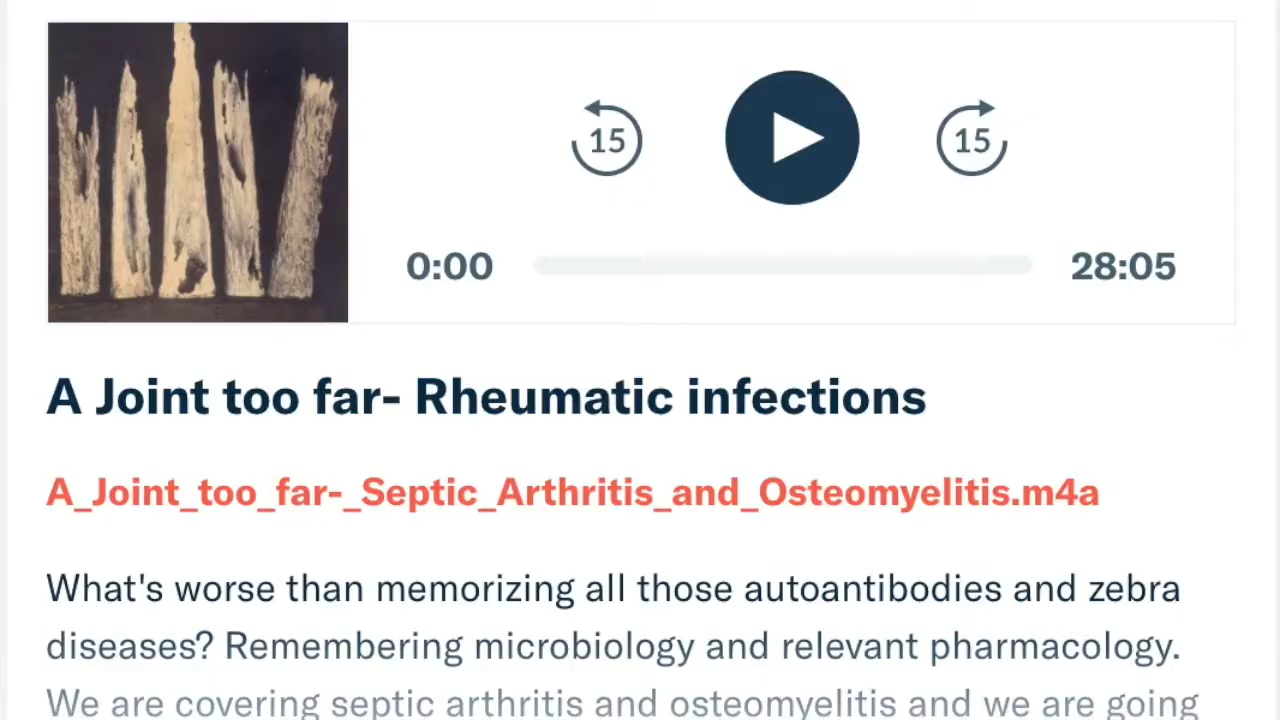 15
15
0:00
28:05
A Joint too far- Rheumatic infections
A_Joint_too_far-_Septic_Arthritis_and_Osteomyelitis.m4a
What's worse than memorizing all those autoantibodies and zebra
diseases? Remembering microbiology and relevant pharmacology.
We are covering septic arthritis and osteomyelitis and we are going